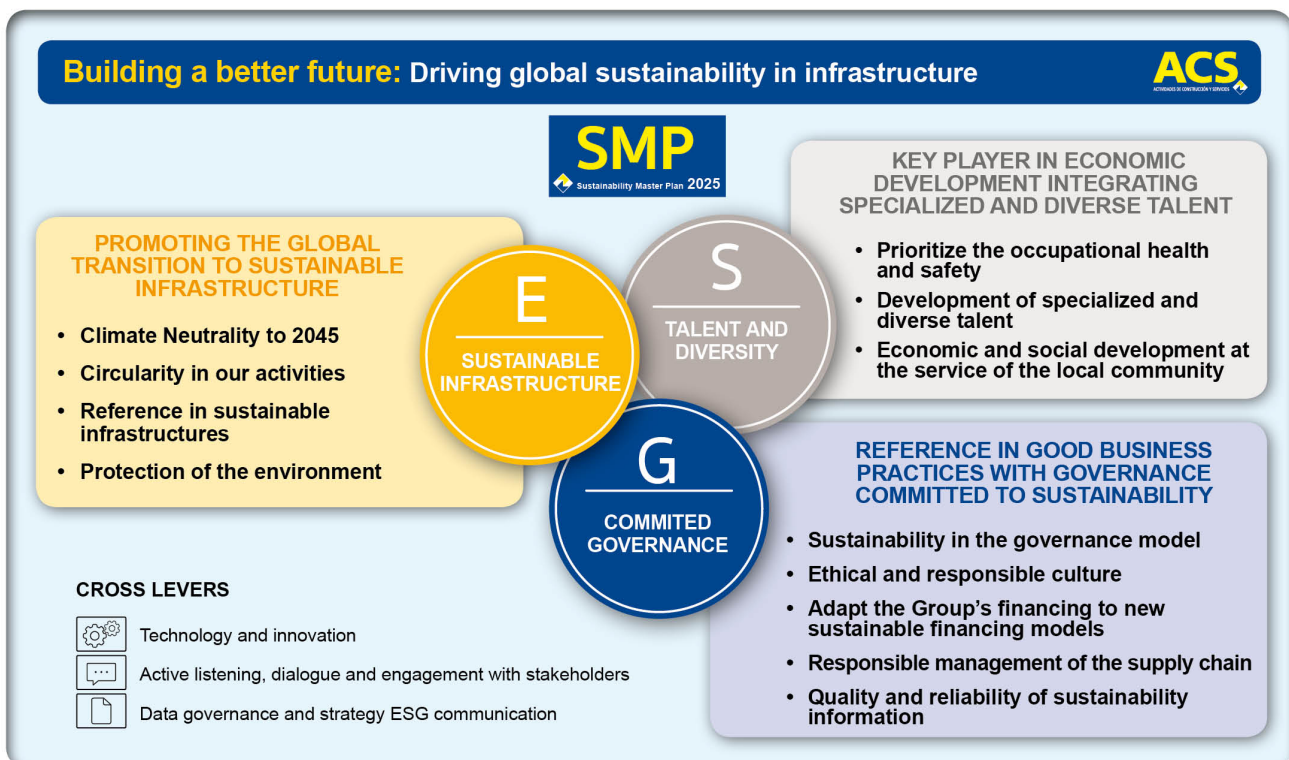 Building a better future: Driving global sustainability in infrastructure
ACS
ACTIVIDADES DE CONSTRUCCIÓN Y SERVICIOS
SMP
Sustainability Master Plan 2025
PROMOTING THE GLOBAL
TRANSITION TO SUSTAINABLE
INFRASTRUCTURE
• Climate Neutrality to 2045
• Circularity in our activities
• Reference in sustainable
infrastructures
• Protection of the environment
E
SUSTAINABLE
INFRASTRUCTURE
S
TALENT AND
DIVERSITY
G
COMMITED
GOVERNANCE
KEY PLAYER IN ECONOMIC
DEVELOPMENT INTEGRATING
SPECIALIZED AND DIVERSE TALENT
• Prioritize the occupational health
and safety
• Development of specialized and
diverse talent
• Economic and social development at
the service of the local community
REFERENCE IN GOOD BUSINESS
PRACTICES WITH GOVERNANCE
COMMITTED TO SUSTAINABILITY
• Sustainability in the governance model
• Ethical and responsible culture
• Adapt the Group's financing to new
sustainable financing models
• Responsible management of the supply chain
• Quality and reliability of sustainability
information
CROSS LEVERS
Technology and innovation
Active listening, dialogue and engagement with stakeholders
Data governance and strategy ESG communication